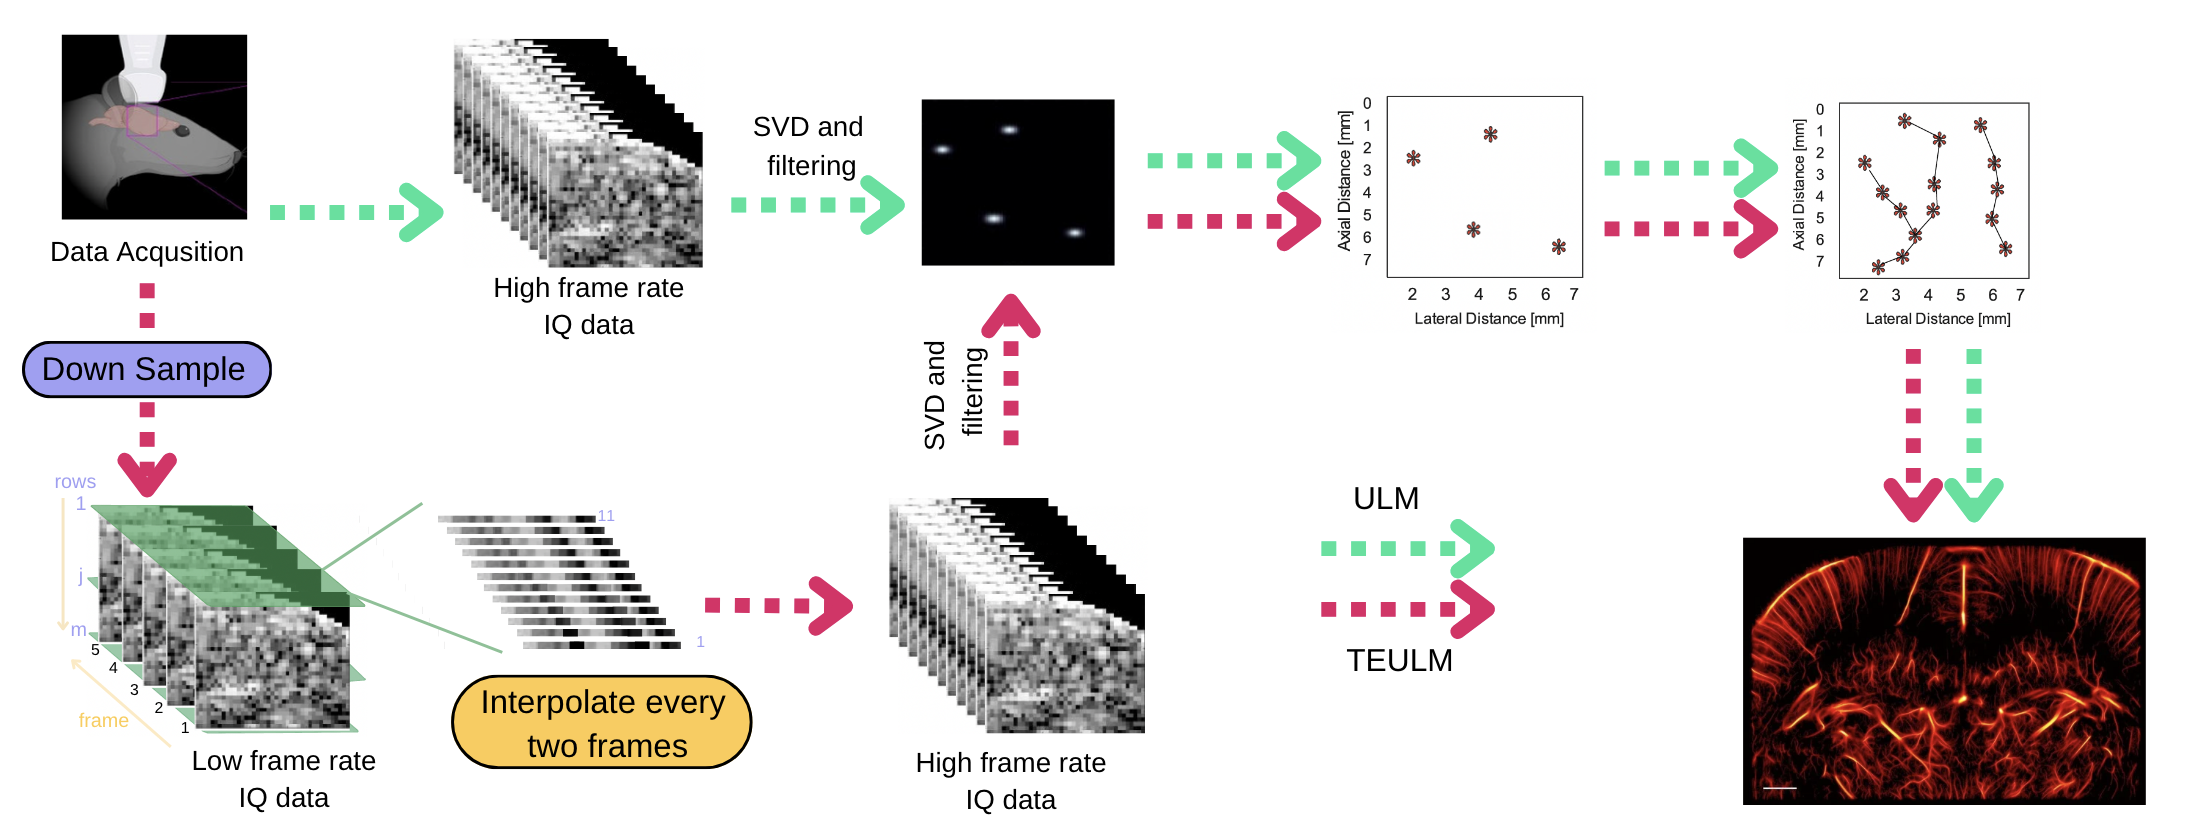 Data Acqusition
High frame rate
IQ data
SVD and
filtering
0
1
2
3
4
5
6
7
Axial Distance [mm]
2 3 4 5 6 7
Lateral Distance [mm]
0
1
2
3
4
5
6
7
Axial Distance [mm]
2 3 4 5 6 7
Lateral Distance [mm]
Down Sample
SVD and
filtering
rows
1
j
m
5
4
3
2
1
frame
Low frame rate
IQ data
11
1
Interpolate every
two frames
High frame rate
IQ data
ULM
TEULM